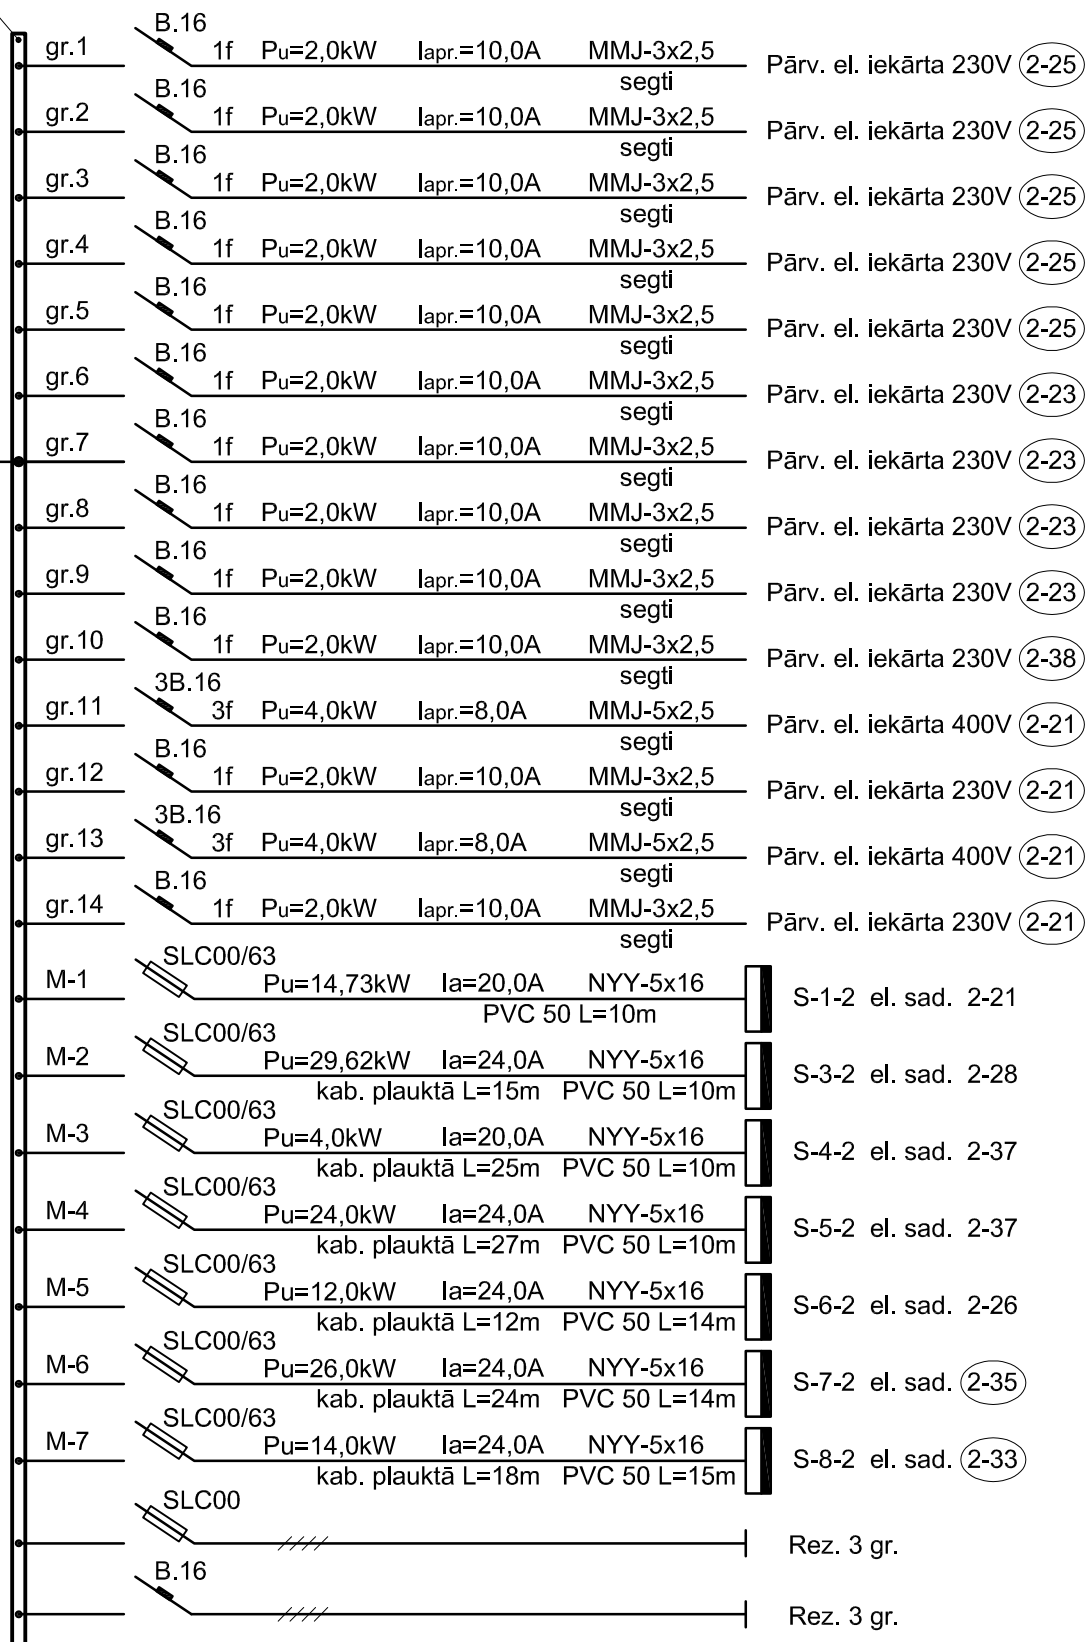 B.16
gr.1 1f Pu=2,0kW Iapr.=10,0A MMJ-3x2,5 Pārv. el. iekārta 230V 2-25
segti
B.16
gr.2 1f Pu=2,0kW Iapr.=10,0A MMJ-3x2,5 Pārv. el. iekārta 230V 2-25
segti
B.16
gr.3 1f Pu=2,0kW Iapr.=10,0A MMJ-3x2,5 Pārv. el. iekārta 230V 2-25
segti
B.16
gr.4 1f Pu=2,0kW Iapr.=10,0A MMJ-3x2,5 Pārv. el. iekārta 230V 2-25
segti
B.16
gr.5 1f Pu=2,0kW Iapr.=10,0A MMJ-3x2,5 Pārv. el. iekārta 230V 2-25
segti
B.16
gr.6 1f Pu=2,0kW Iapr.=10,0A MMJ-3x2,5 Pārv. el. iekārta 230V 2-23
segti
B.16
gr.7 1f Pu=2,0kW Iapr.=10,0A MMJ-3x2,5 Pārv. el. iekārta 230V 2-23
segti
B.16
gr.8 1f Pu=2,0kW Iapr.=10,0A MMJ-3x2,5 Pārv. el. iekārta 230V 2-23
segti
B.16
gr.9 1f Pu=2,0kW Iapr.=10,0A MMJ-3x2,5 Pārv. el. iekārta 230V 2-23
segti
B.16
gr.10 1f Pu=2,0kW Iapr.=10,0A MMJ-3x2,5 Pārv. el. iekārta 230V 2-38
segti
3B.16
gr.11 3f Pu=4,0kW Iapr.=8,0A MMJ-5x2,5 Pārv. el. iekārta 400V 2-21
segti
B.16
gr.12 1f Pu=2,0kW Iapr.=10,0A MMJ-3x2,5 Pārv. el. iekārta 230V 2-21
segti
3B.16
gr.13 3f Pu=4,0kW Iapr.=8,0A MMJ-5x2,5 Pārv. el. iekārta 400V 2-21
segti
B.16
gr.14 1f Pu=2,0kW Iapr.=10,0A MMJ-3x2,5 Pārv. el. iekārta 230V 2-21
segti
SLC00/63
M-1 Pu=14,73kW Ia=20,0A NYY-5x16 S-1-2 el. sad. 2-21
PVC 50 L=10m
SLC00/63
M-2 Pu=29,62kW Ia=24,0A NYY-5x16 S-3-2 el. sad. 2-28
kab. plauktā L=15m PVC 50 L=10m
SLC00/63
M-3 Pu=4,0kW Ia=20,0A NYY-5x16 S-4-2 el. sad. 2-37
kab. plauktā L=25m PVC 50 L=10m
SLC00/63
M-4 Pu=24,0kW Ia=24,0A NYY-5x16 S-5-2 el. sad. 2-37
kab. plauktā L=27m PVC 50 L=10m
SLC00/63
M-5 Pu=12,0kW Ia=24,0A NYY-5x16 S-6-2 el. sad. 2-26
kab. plauktā L=12m PVC 50 L=14m
SLC00/63
M-6 Pu=26,0kW Ia=24,0A NYY-5x16 S-7-2 el. sad. 2-35
kab. plauktā L=24m PVC 50 L=14m
SLC00/63
M-7 Pu=14,0kW Ia=24,0A NYY-5x16 S-8-2 el. sad. 2-33
kab. plauktā L=18m PVC 50 L=15m
SLC00
Rez. 3 gr.
B.16
Rez. 3 gr.